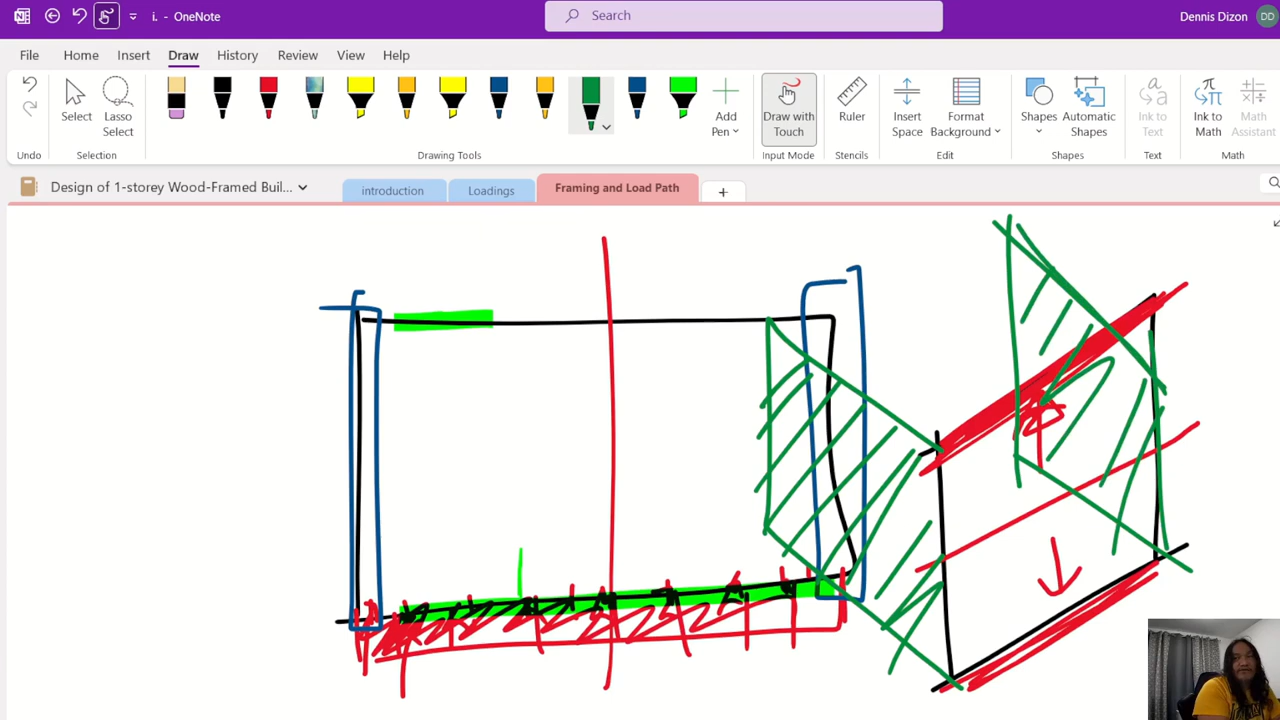 i. - OneNote
Search
Dennis Dizon
DD
File
Home
Insert
Draw
History
Review
View
Help
Select
Lasso
Select
Add
Pen
Draw with
Touch
Ruler
Insert
Space
Format
Background
Shapes
Automatic
Shapes
Ink to
Text
Ink to
Math
Math
Assistant
Undo
Selection
Drawing Tools
Input Mode
Stencils
Edit
Shapes
Text
Math
Design of 1-storey Wood-Framed Buil...
introduction
Loadings
Framing and Load Path